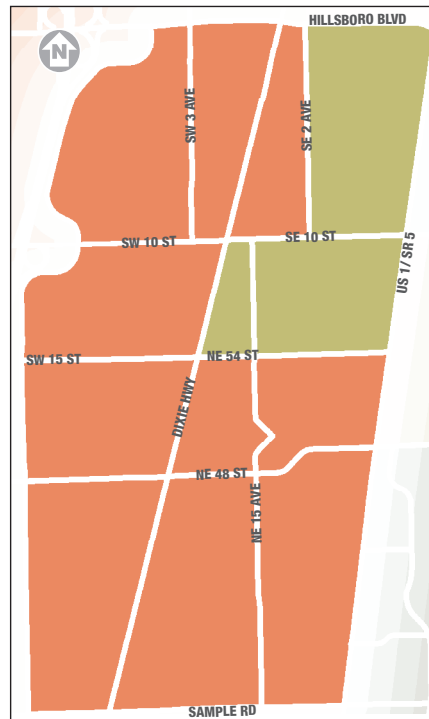 HILLSBORO BLVD
N
SW 3 AVE
SE 2 AVE
SW 10 ST
SE 10 ST
US 1/ SR 5
SW 15 ST
NE 54 ST
DIXIE HWY
NE 48 ST
NE 15 AVE
SAMPLE RD